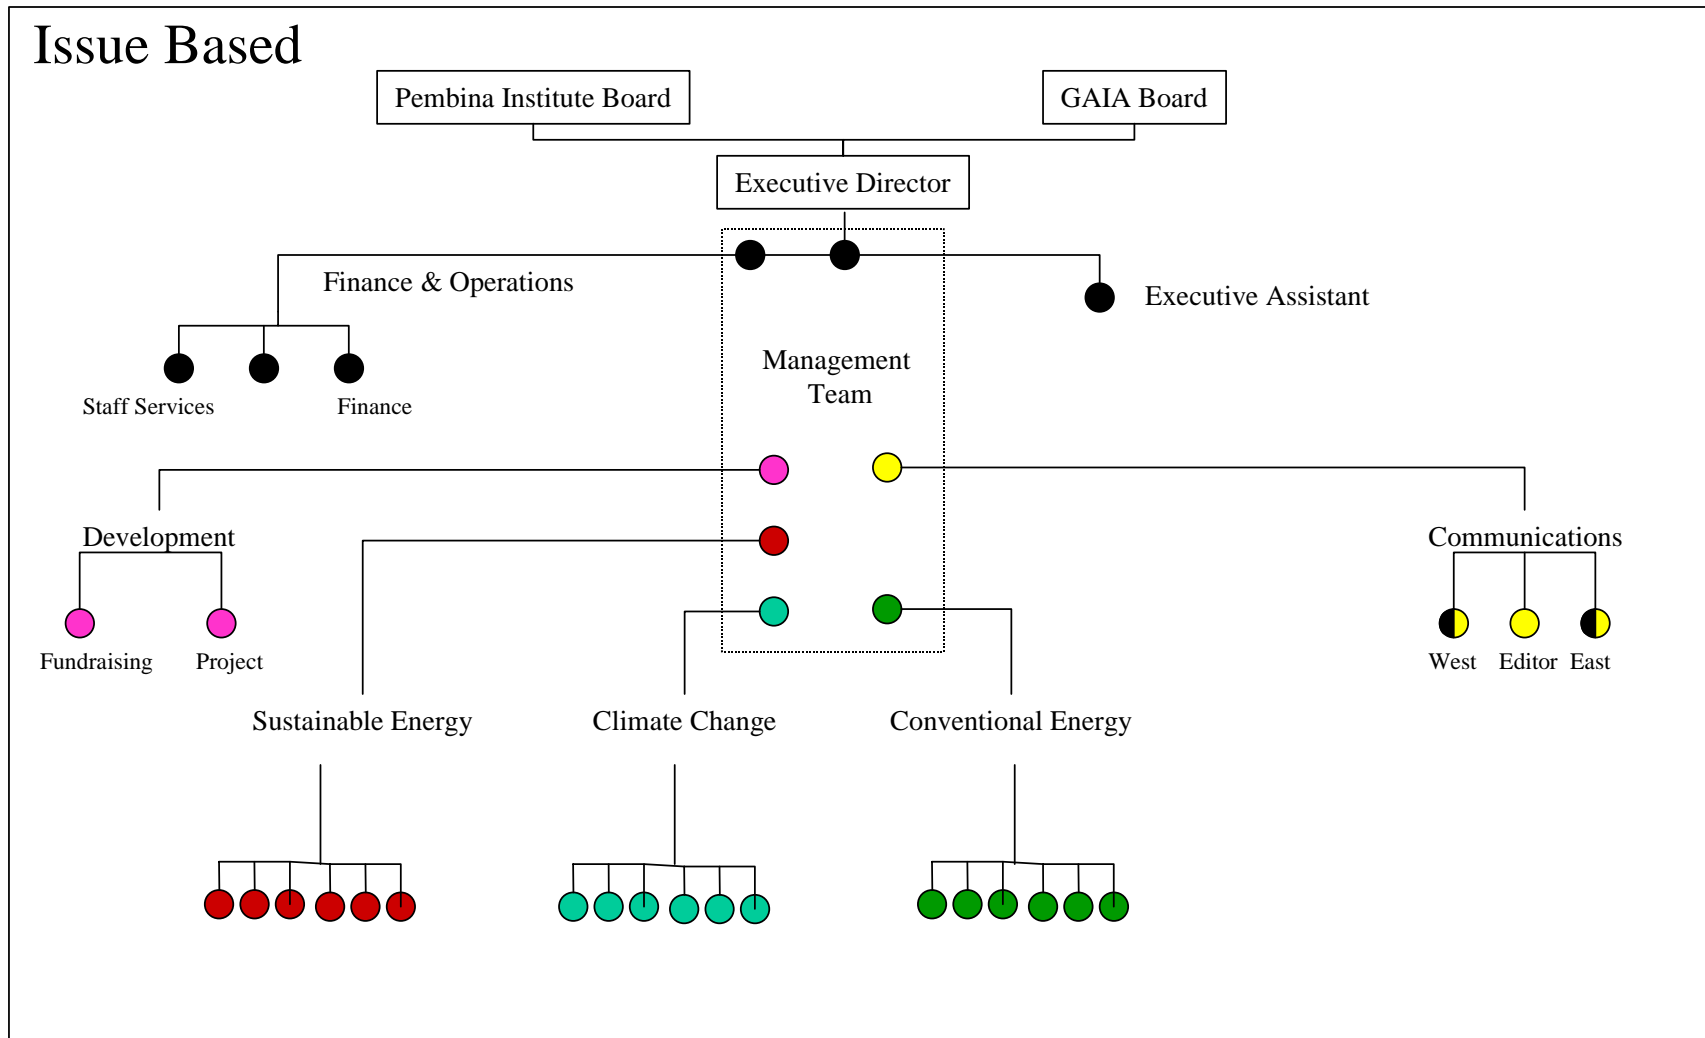 Issue Based
Pembina Institute Board
GAIA Board
Executive Director
Finance & Operations
Executive Assistant
Management
Team
Staff Services
Finance
Development
Communications
Fundraising
Project
West
Editor
East
Sustainable Energy
Climate Change
Conventional Energy